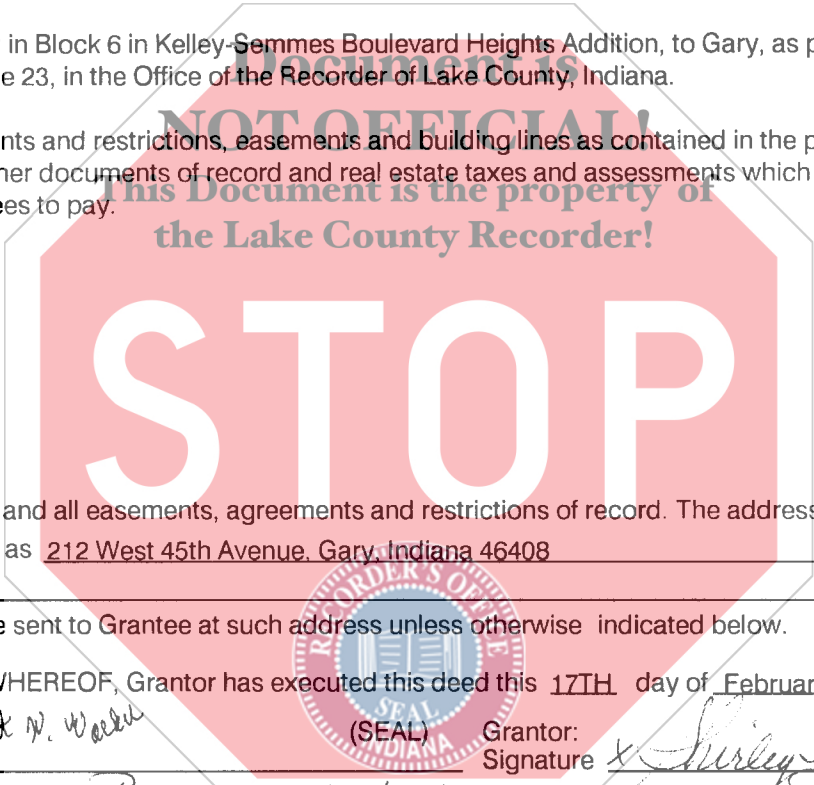 in Block 6 in Kelley-Semmes Boulevard Heights Addition, to Gary, as p
Document is
e 23, in the Office of the Recorder of Lake County, Indiana.
NOT OFFICIAL!
nts and restrictions, easements and building lines as contained in the p
her documents of record and real estate taxes and assessments which
This Document is the property of
ees to pay.
the Lake County Recorder!
STOP
and all easements, agreements and restrictions of record. The address
as 212 West 45th Avenue, Gary, Indiana 46408
RECORDER'S OFFICE
e sent to Grantee at such address unless otherwise indicated below.
WHEREOF, Grantor has executed this deed this 17TH day of Februar
SEAL
INDIANA
(SEAL) Grantor:
Signature x Shirley